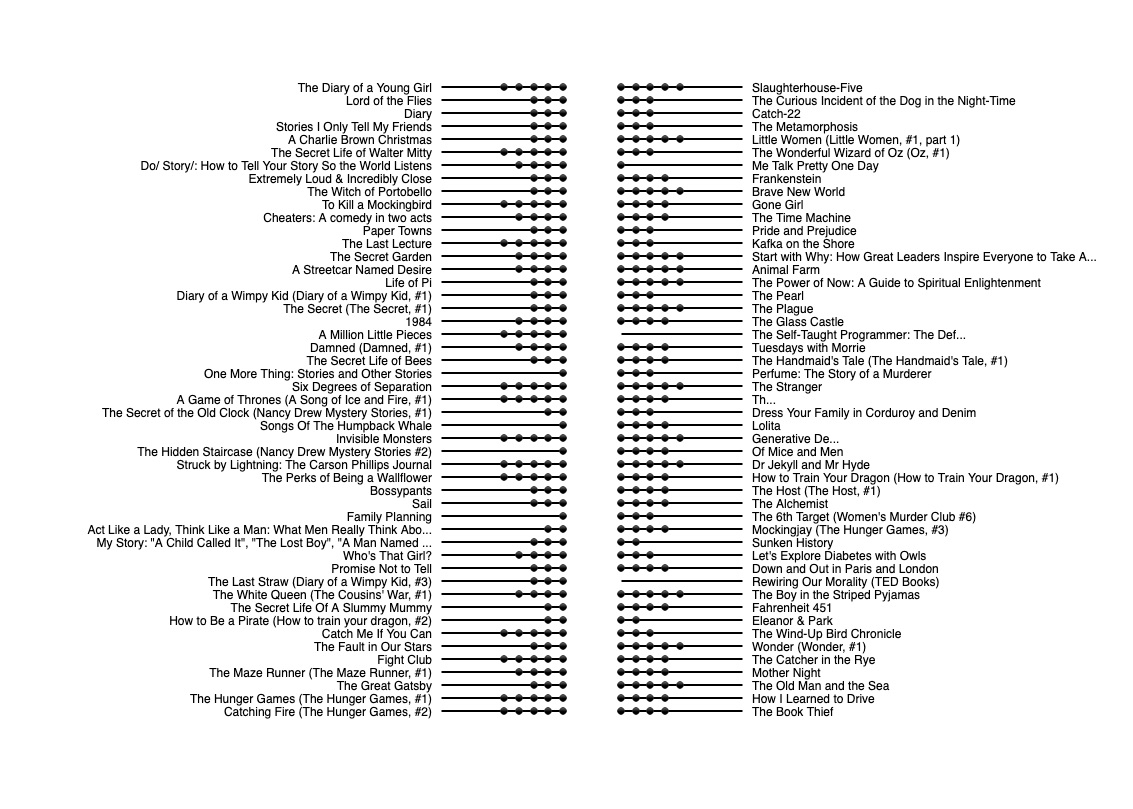 The Diary of a Young Girl
Lord of the Flies
Diary
Stories I Only Tell My Friends
A Charlie Brown Christmas
The Secret Life of Walter Mitty
Do/ Story/: How to Tell Your Story So the World Listens
Extremely Loud & Incredibly Close
The Witch of Portobello
To Kill a Mockingbird
Cheaters: A comedy in two acts
Paper Towns
The Last Lecture
The Secret Garden
A Streetcar Named Desire
Life of Pi
Diary of a Wimpy Kid (Diary of a Wimpy Kid, #1)
The Secret (The Secret, #1)
1984
A Million Little Pieces
Damned (Damned, #1)
The Secret Life of Bees
One More Thing: Stories and Other Stories
Six Degrees of Separation
A Game of Thrones (A Song of Ice and Fire, #1)
The Secret of the Old Clock (Nancy Drew Mystery Stories, #1)
Songs Of The Humpback Whale
Invisible Monsters
The Hidden Staircase (Nancy Drew Mystery Stories #2)
Struck by Lightning: The Carson Phillips Journal
The Perks of Being a Wallflower
Bossypants
Sail
Family Planning
Act Like a Lady, Think Like a Man: What Men Really Think Abo...
My Story: "A Child Called It", "The Lost Boy", "A Man Named ...
Who's That Girl?
Promise Not to Tell
The Last Straw (Diary of a Wimpy Kid, #3)
The White Queen (The Cousins' War, #1)
The Secret Life Of A Slummy Mummy
How to Be a Pirate (How to train your dragon, #2)
Catch Me If You Can
The Fault in Our Stars
Fight Club
The Maze Runner (The Maze Runner, #1)
The Great Gatsby
The Hunger Games (The Hunger Games, #1)
Catching Fire (The Hunger Games, #2)
Slaughterhouse-Five
The Curious Incident of the Dog in the Night-Time
Catch-22
The Metamorphosis
Little Women (Little Women, #1, part 1)
The Wonderful Wizard of Oz (Oz, #1)
Me Talk Pretty One Day
Frankenstein
Brave New World
Gone Girl
The Time Machine
Pride and Prejudice
Kafka on the Shore
Start with Why: How Great Leaders Inspire Everyone to Take A...
Animal Farm
The Power of Now: A Guide to Spiritual Enlightenment
The Pearl
The Plague
The Glass Castle
The Self-Taught Programmer: The Def...
Tuesdays with Morrie
The Handmaid's Tale (The Handmaid's Tale, #1)
Perfume: The Story of a Murderer
The Stranger
Th...
Dress Your Family in Corduroy and Denim
Lolita
Generative De...
Of Mice and Men
Dr Jekyll and Mr Hyde
How to Train Your Dragon (How to Train Your Dragon, #1)
The Host (The Host, #1)
The Alchemist
The 6th Target (Women's Murder Club #6)
Mockingjay (The Hunger Games, #3)
Sunken History
Let's Explore Diabetes with Owls
Down and Out in Paris and London
Rewiring Our Morality (TED Books)
The Boy in the Striped Pyjamas
Fahrenheit 451
Eleanor & Park
The Wind-Up Bird Chronicle
Wonder (Wonder, #1)
The Catcher in the Rye
Mother Night
The Old Man and the Sea
How I Learned to Drive
The Book Thief